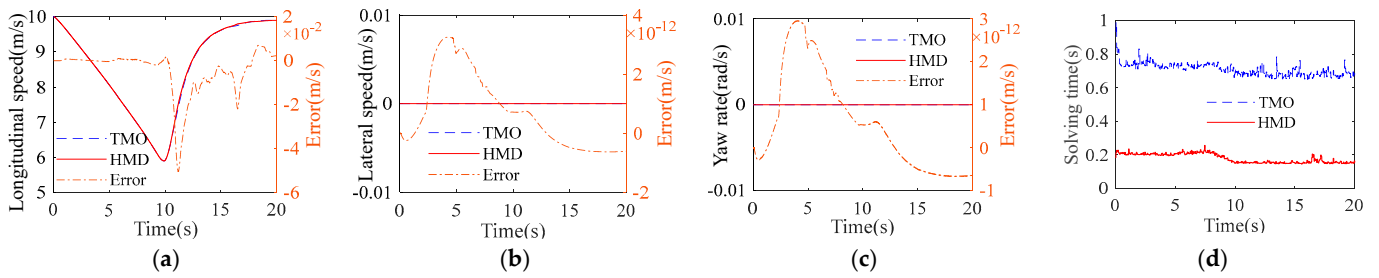 Longitudinal speed(m/s)
10
9
8
7
6
5
TMO
HMD
Error
0 5 10 15 20
Time(s)
×10-2
2
0
-2
-4
-6
Error(m/s)
(a)
Lateral speed(m/s)
0.01
0
-0.01
TMO
HMD
Error
0 5 10 15 20
Time(s)
×10-12
4
2
0
-2
Error(m/s)
(b)
Yaw rate(rad/s)
0.01
0
-0.01
TMO
HMD
Error
0 5 10 15 20
Time(s)
×10-12
3
2
1
0
-1
Error(m/s)
(c)
Solving time(s)
1
0.8
0.6
0.4
0.2
0
TMO
HMD
0 5 10 15 20
Time(s)
(d)